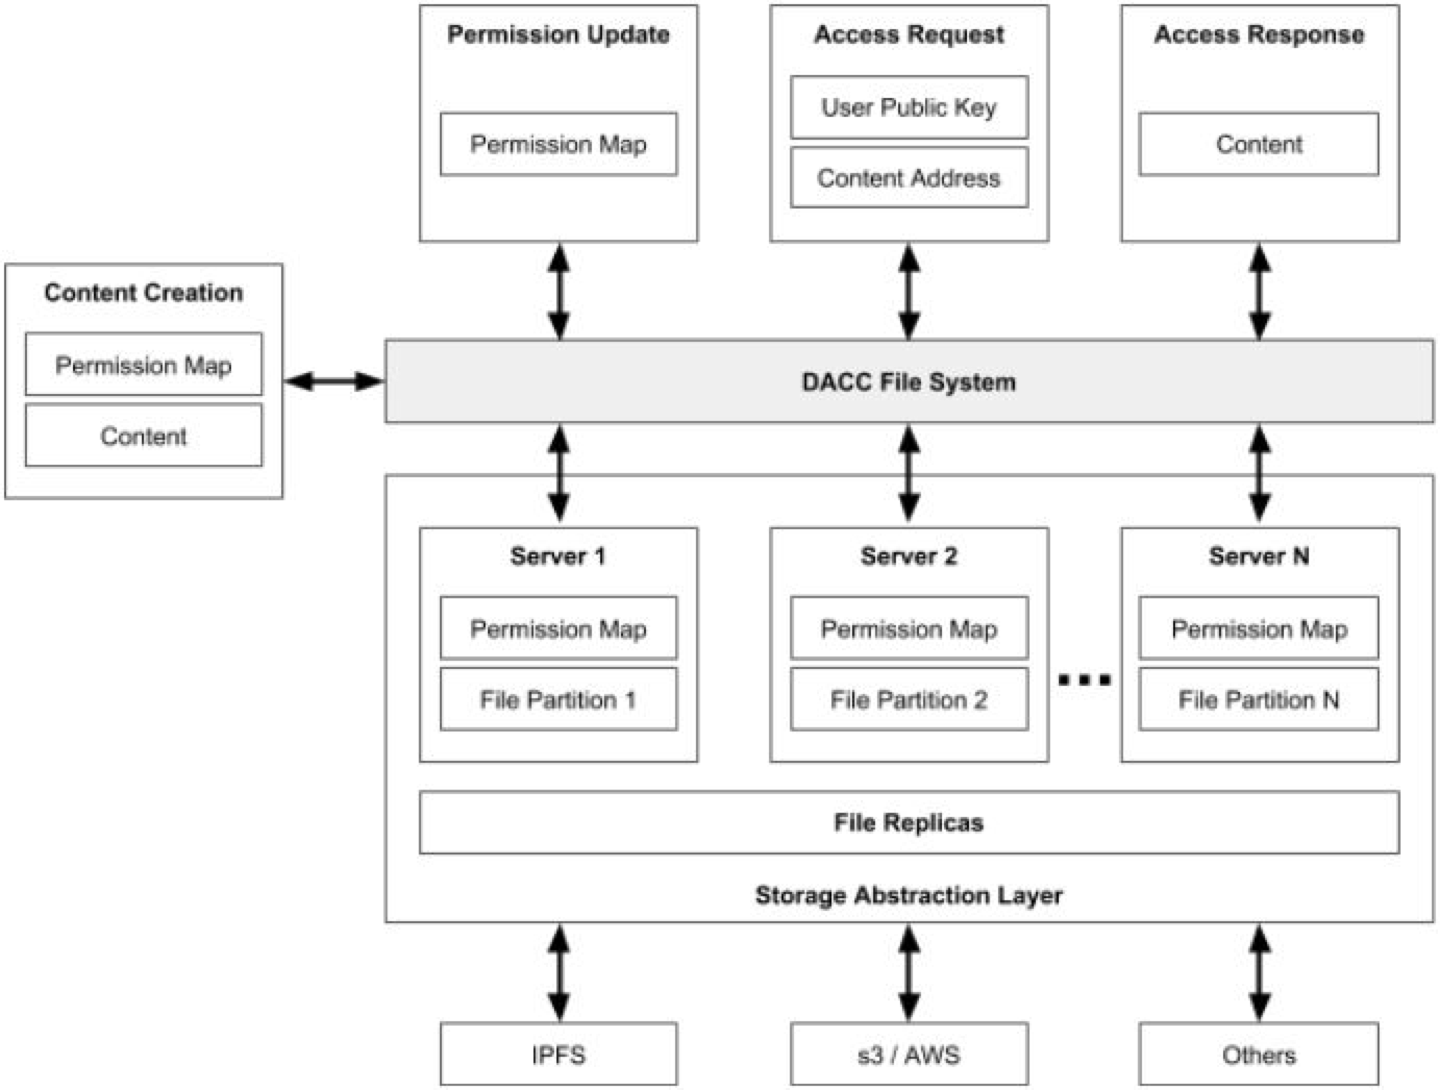 Permission Update
Permission Map
Access Request
User Public Key
Content Address
Access Response
Content
Content Creation
Permission Map
Content
DACC File System
Server 1
Permission Map
File Partition 1
Server 2
Permission Map
File Partition 2
Server N
Permission Map
File Partition N
File Replicas
Storage Abstraction Layer
IPFS
s3 / AWS
Others